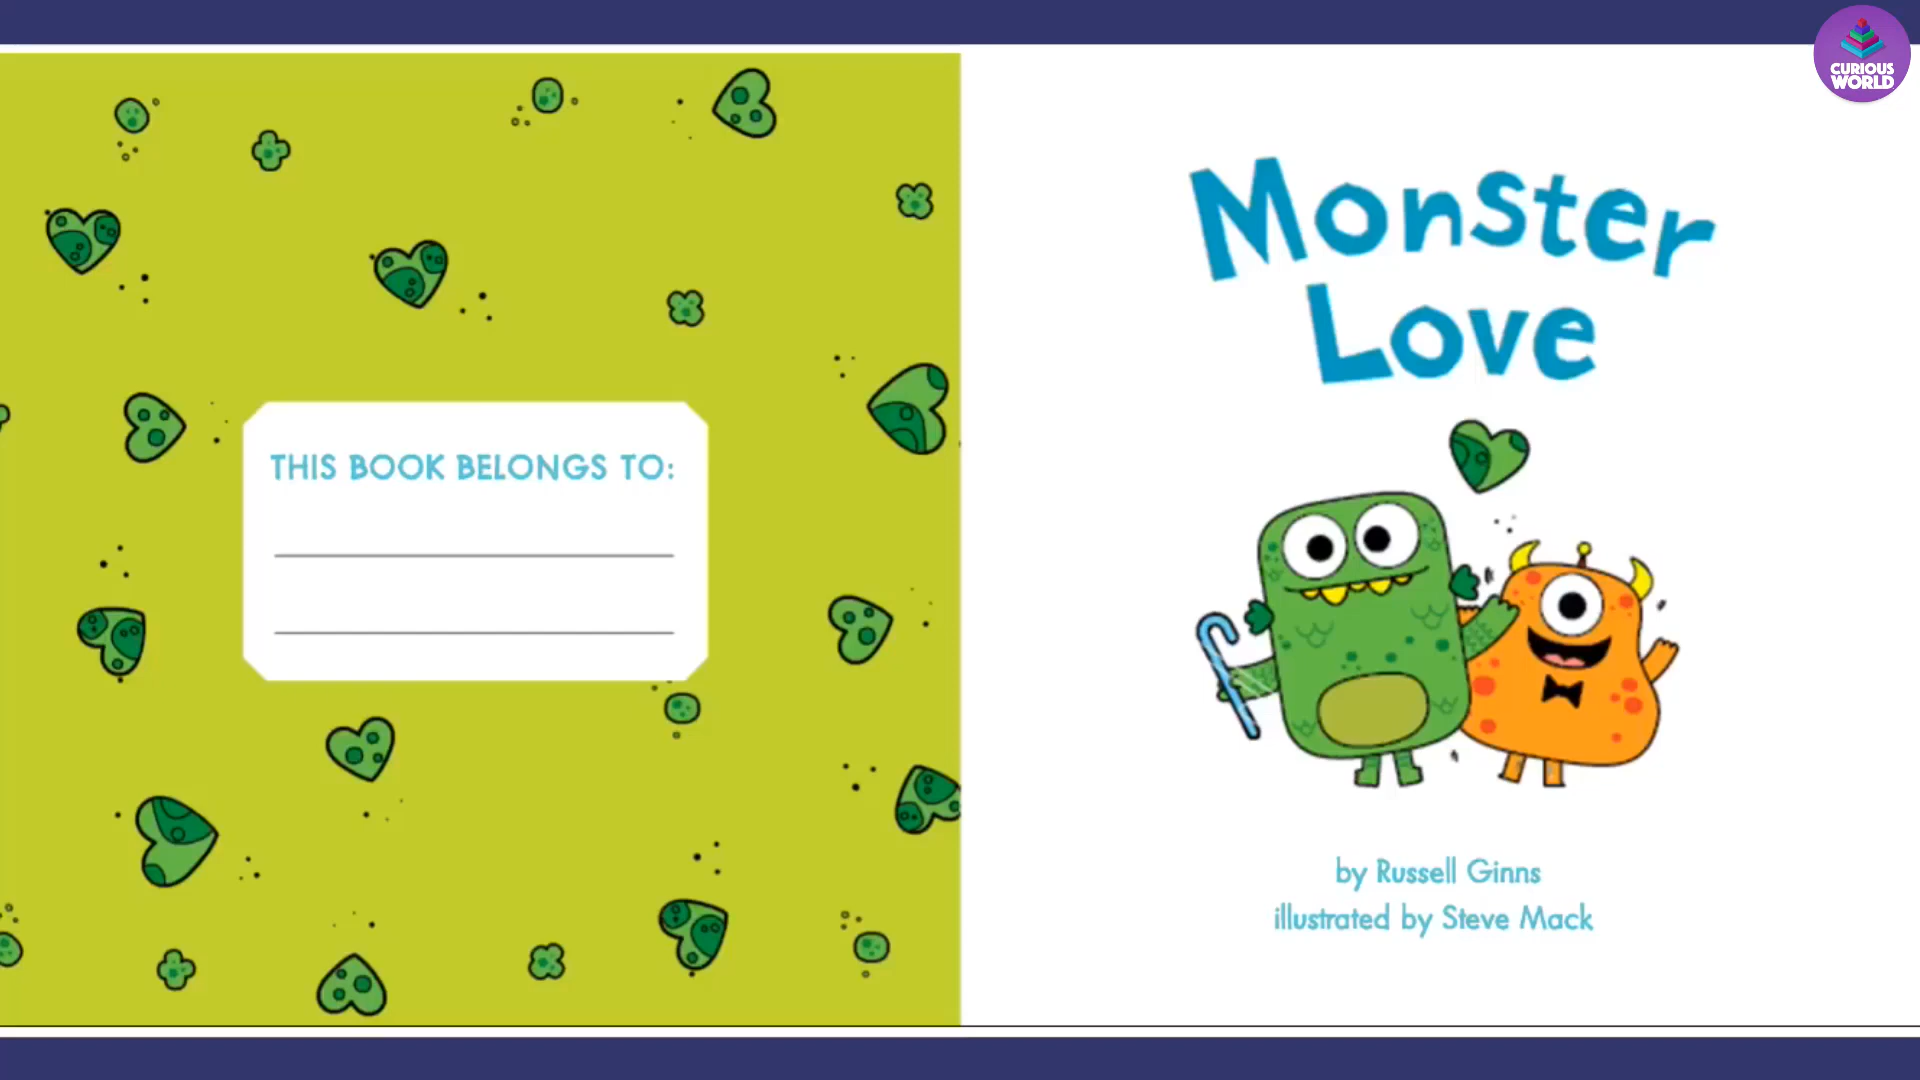 THIS BOOK BELONGS TO:
Monster
Love
by Russell Ginns
illustrated by Steve Mack
CURIOUS
WORLD